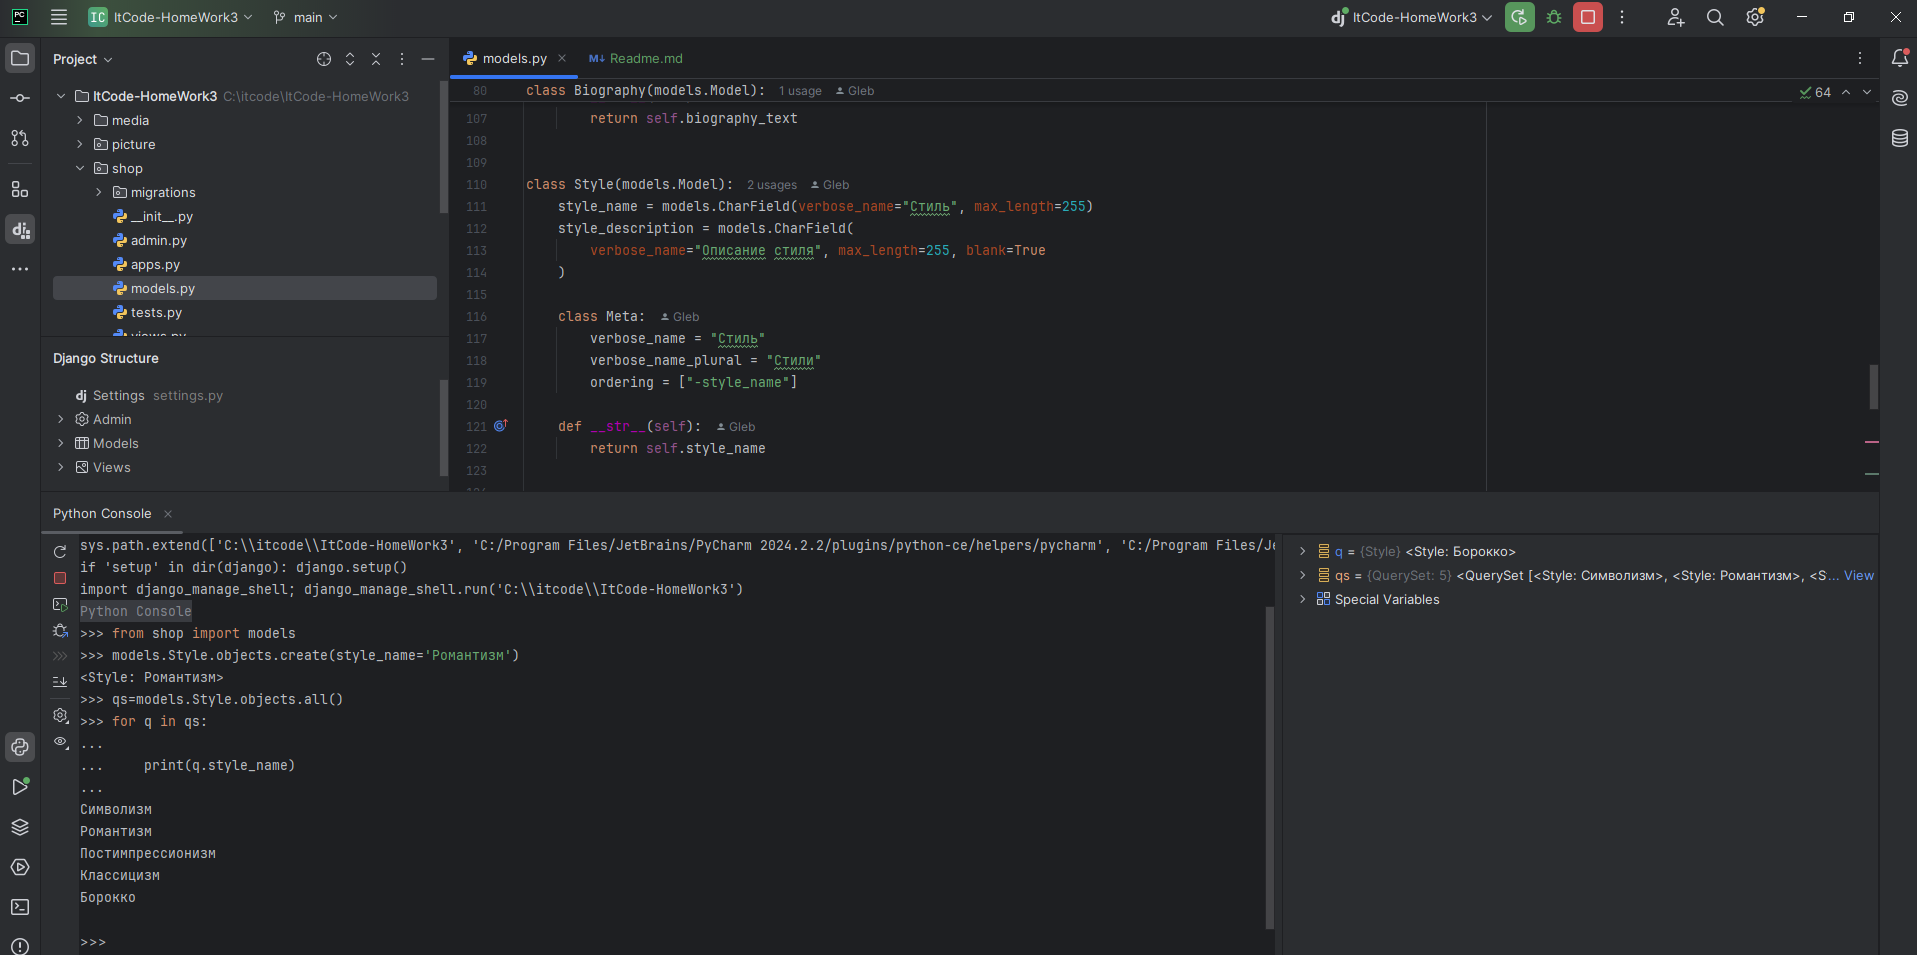 PC IC ItCode-HomeWork3 main dj ItCode-HomeWork3
Project
ItCode-HomeWork3 C:\itcode\ItCode-HomeWork3
media
picture
shop
migrations
__init__.py
admin.py
apps.py
models.py
tests.py
views.py
Django Structure
dj Settings settings.py
Admin
Models
Views
models.py Readme.md
80 class Biography(models.Model): 1 usage Gleb
64
107 return self.biography_text
108
109
110 class Style(models.Model): 2 usages Gleb
111 style_name = models.CharField(verbose_name="Стиль", max_length=255)
112 style_description = models.CharField(
113 verbose_name="Описание стиля", max_length=255, blank=True
114 )
115
116 class Meta: Gleb
117 verbose_name = "Стиль"
118 verbose_name_plural = "Стили"
119 ordering = ["-style_name"]
120
121 def __str__(self): Gleb
122 return self.style_name
123
Python Console
sys.path.extend(['C:\\itcode\\ItCode-HomeWork3', 'C:/Program Files/JetBrains/PyCharm 2024.2.2/plugins/python-ce/helpers/pycharm', 'C:/Program Files/Je
if 'setup' in dir(django): django.setup()
import django_manage_shell; django_manage_shell.run('C:\\itcode\\ItCode-HomeWork3')
Python Console
>>> from shop import models
>>> models.Style.objects.create(style_name='Романтизм')
<Style: Романтизм>
>>> qs=models.Style.objects.all()
>>> for q in qs:
...
... print(q.style_name)
...
Символизм
Романтизм
Постимпрессионизм
Классицизм
Борокко
>>>
q = {Style} <Style: Борокко>
qs = {QuerySet: 5} <QuerySet [<Style: Символизм>, <Style: Романтизм>, <S... View
Special Variables